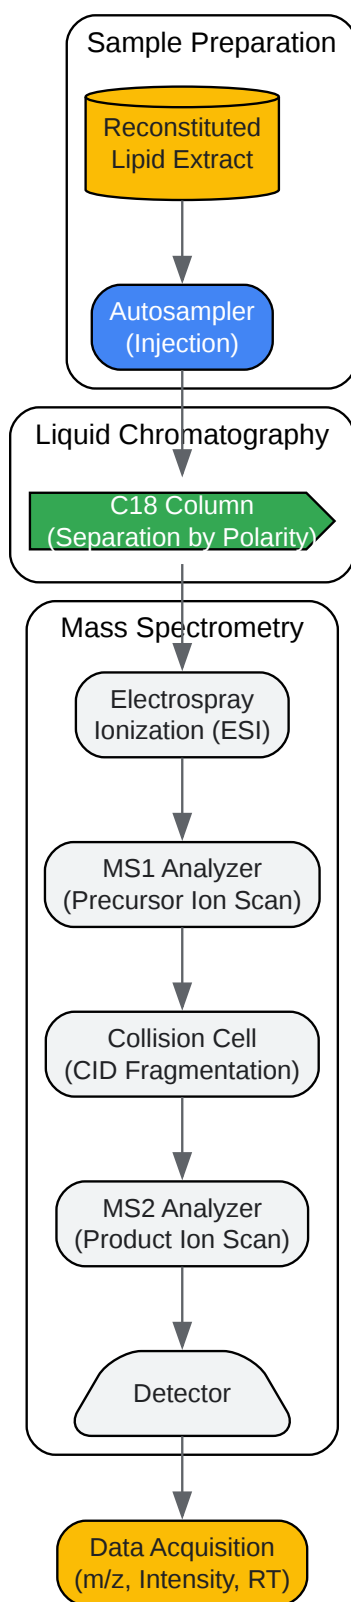 Sample Preparation
Reconstituted
Lipid Extract
Autosampler
(Injection)
Liquid Chromatography
C18 Column
(Separation by Polarity)
Mass Spectrometry
Electrospray
Ionization (ESI)
MS1 Analyzer
(Precursor Ion Scan)
Collision Cell
(CID Fragmentation)
MS2 Analyzer
(Product Ion Scan)
Detector
Data Acquisition
(m/z, Intensity, RT)